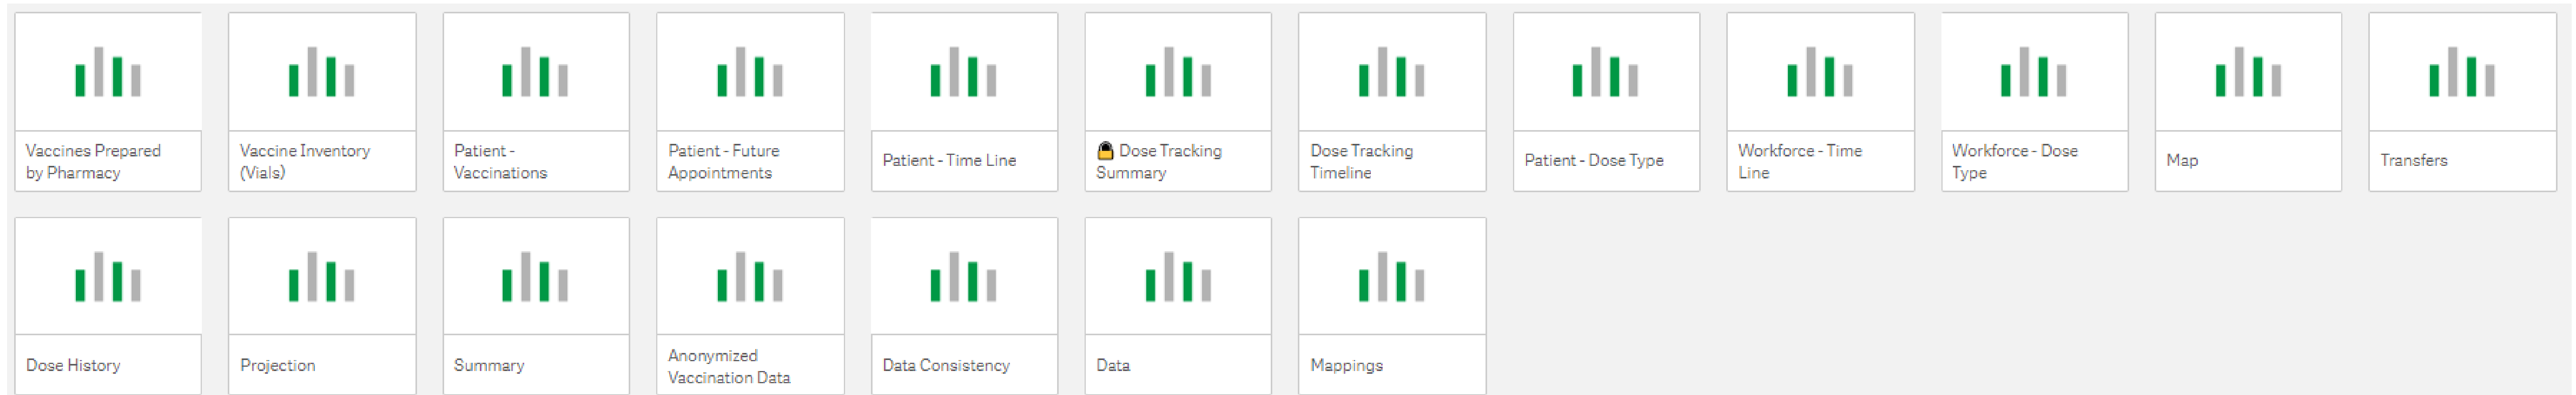 Vaccines Prepared
by Pharmacy
Vaccine Inventory
(Vials)
Patient -
Vaccinations
Patient - Future
Appointments
Patient - Time Line
🔒 Dose Tracking
Summary
Dose Tracking
Timeline
Patient - Dose Type
Workforce - Time
Line
Workforce - Dose
Type
Map
Transfers
Dose History
Projection
Summary
Anonymized
Vaccination Data
Data Consistency
Data
Mappings